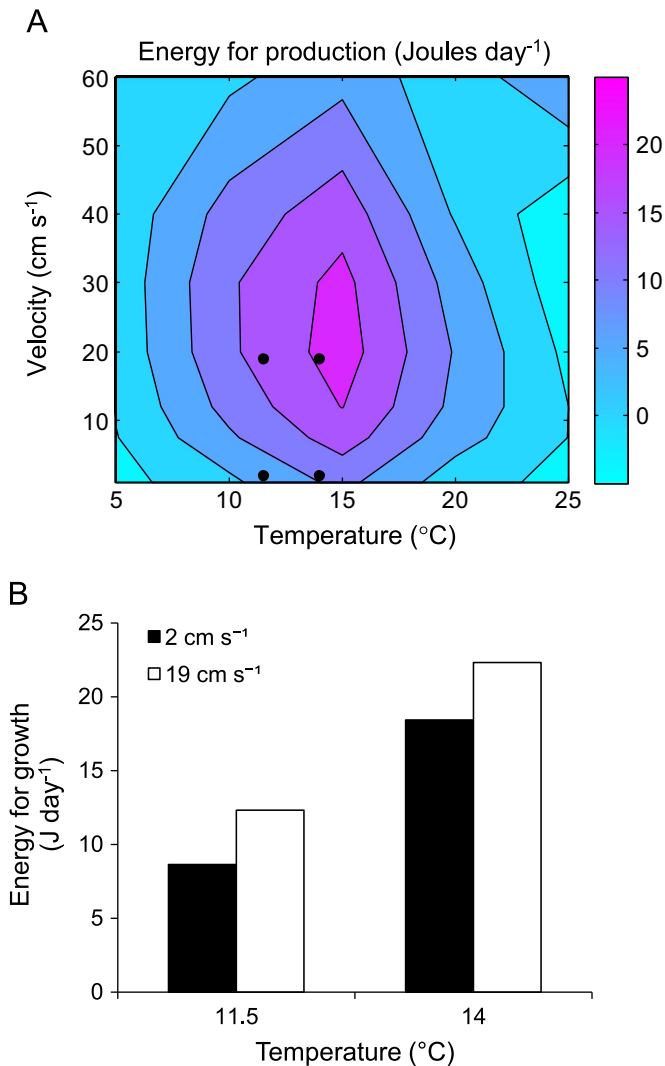 A
Energy for production (Joules day⁻¹)
60
50
40
30
20
10
Velocity (cm s⁻¹)
5 10 15 20 25
Temperature (°C)
20
15
10
5
0
B
25
20
15
10
5
0
Energy for growth
(J day⁻¹)
2 cm s⁻¹
19 cm s⁻¹
11.5 14
Temperature (°C)